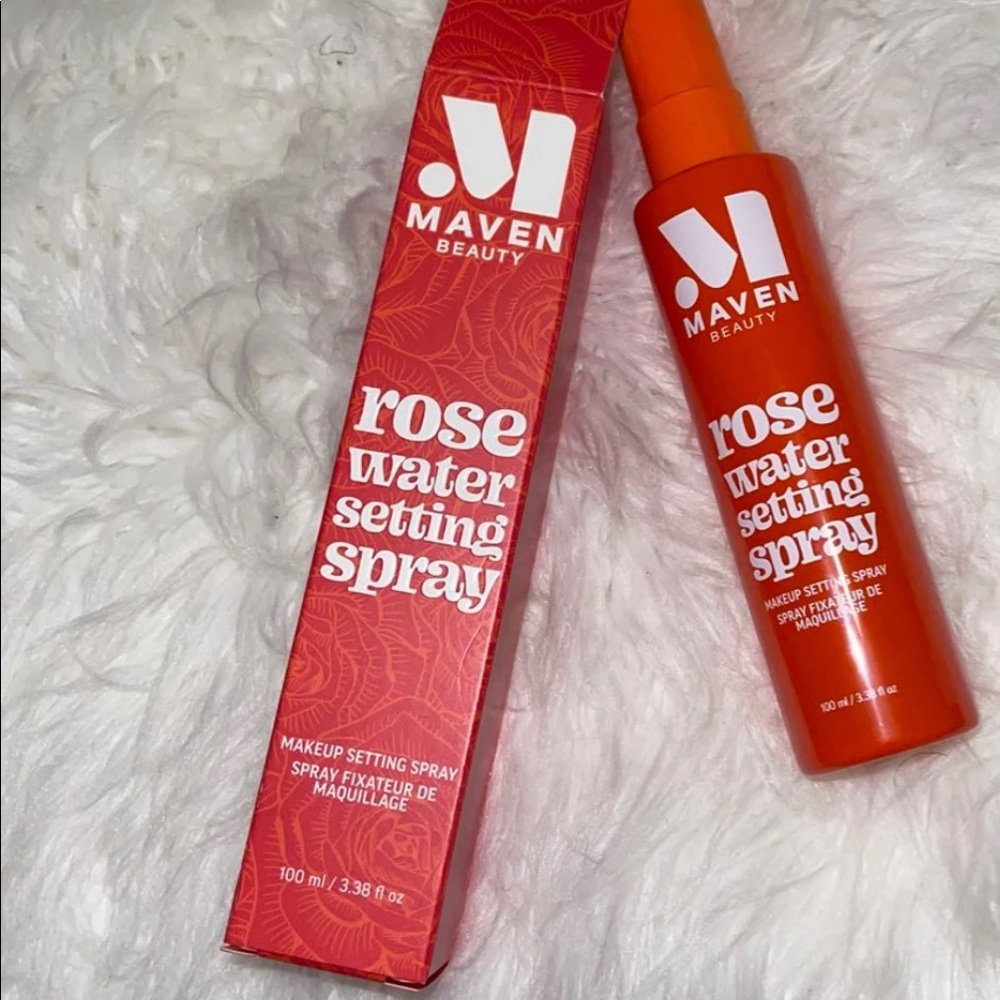 MAVEN
BEAUTY
rose
water
setting
spray
MAKEUP SETTING SPRAY
SPRAY FIXATEUR DE
MAQUILLAGE
100 ml / 3.38 fl oz
MAVEN
BEAUTY
rose
water
setting
spray
MAKEUP SETTING SPRAY
SPRAY FIXATEUR DE
MAQUILLAGE
100 ml / 3.38 fl oz